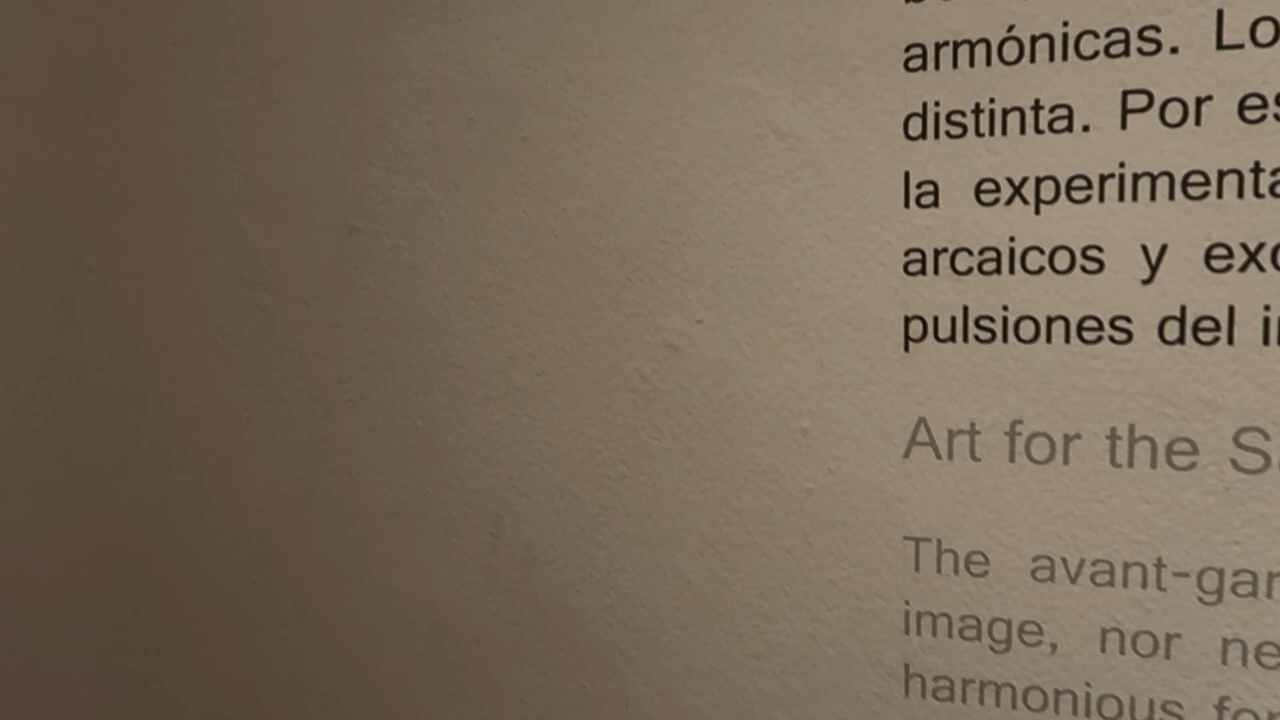 armónicas. Lo
distinta. Por es
la experimenta
arcaicos y exc
pulsiones del i
Art for the S
The avant-gar
image, nor ne
harmonious fo